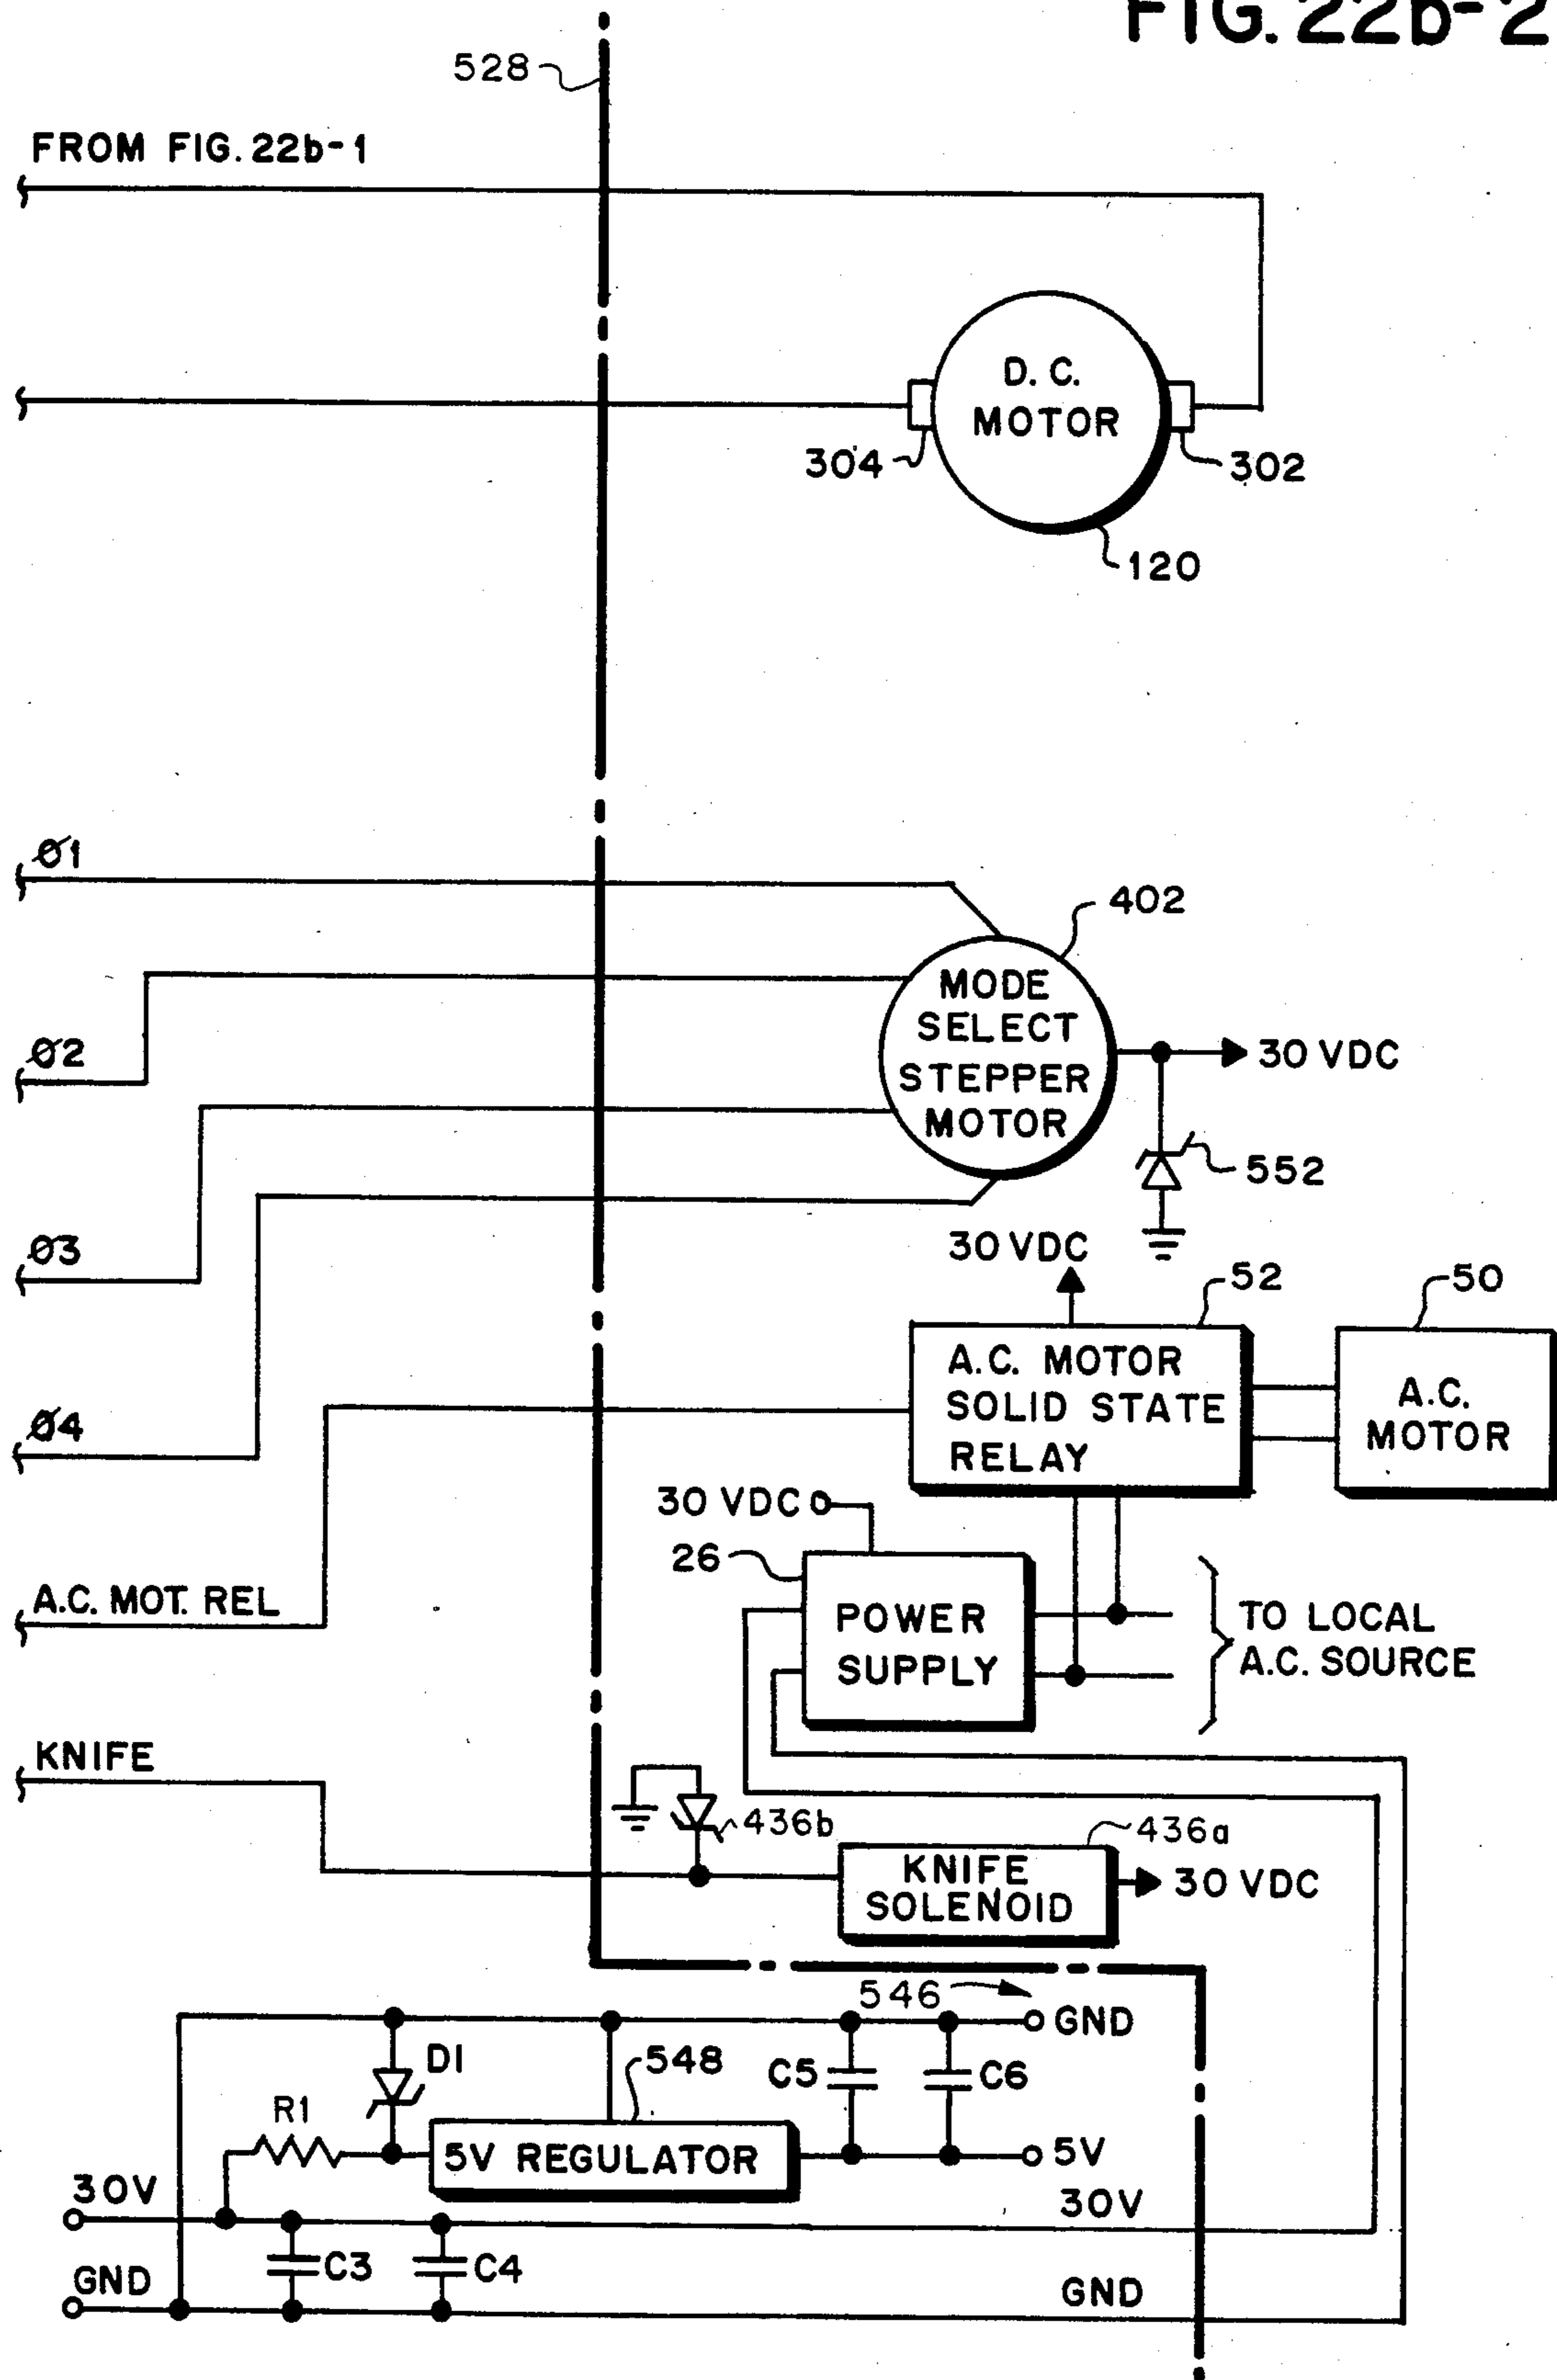 FIG. 22b-2
528
FROM FIG. 22b-1
D. C.
MOTOR
304
302
120
Ø1
402
MODE
SELECT
STEPPER
MOTOR
Ø2
30 VDC
552
Ø3
30 VDC
52
50
A.C. MOTOR
SOLID STATE
RELAY
A.C.
MOTOR
Ø4
30 VDC
26
A.C. MOT. REL
POWER
SUPPLY
TO LOCAL
A.C. SOURCE
KNIFE
436b
436a
KNIFE
SOLENOID
30 VDC
546
GND
D1
548
C5
C6
R1
5V REGULATOR
5V
30V
30V
C3
C4
GND
GND